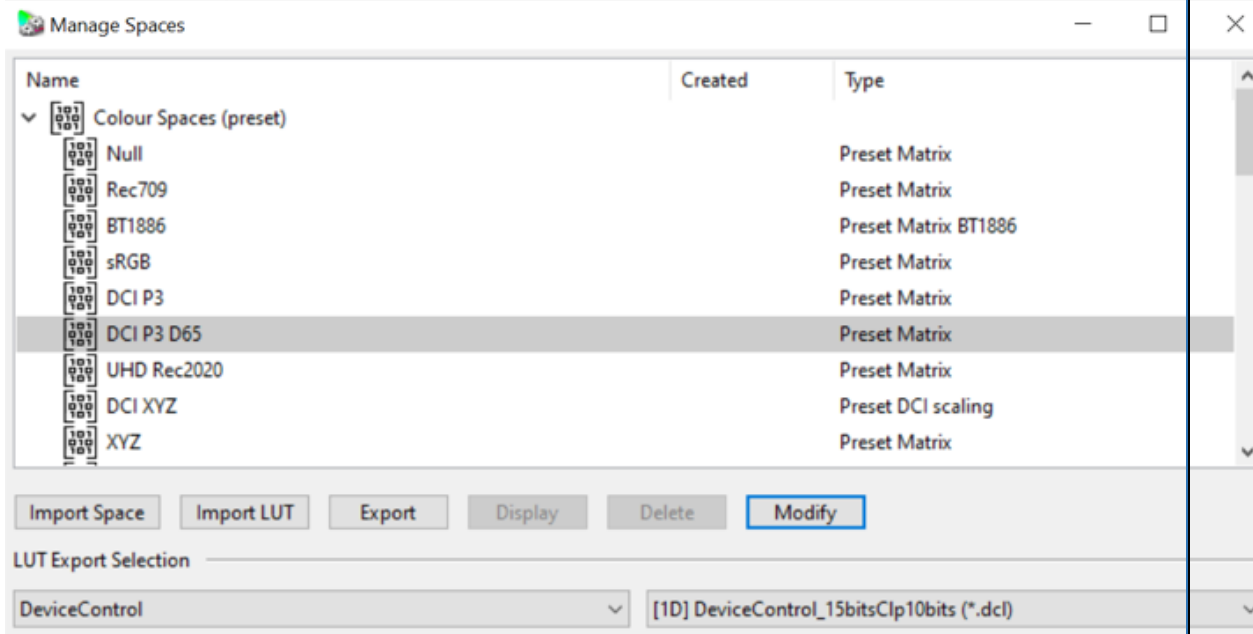 Manage Spaces
Name Created Type
Colour Spaces (preset)
Null Preset Matrix
Rec709 Preset Matrix
BT1886 Preset Matrix BT1886
sRGB Preset Matrix
DCI P3 Preset Matrix
DCI P3 D65 Preset Matrix
UHD Rec2020 Preset Matrix
DCI XYZ Preset DCI scaling
XYZ Preset Matrix
Import Space Import LUT Export Display Delete Modify
LUT Export Selection
DeviceControl [1D] DeviceControl_15bitsClp10bits (*.dcl)